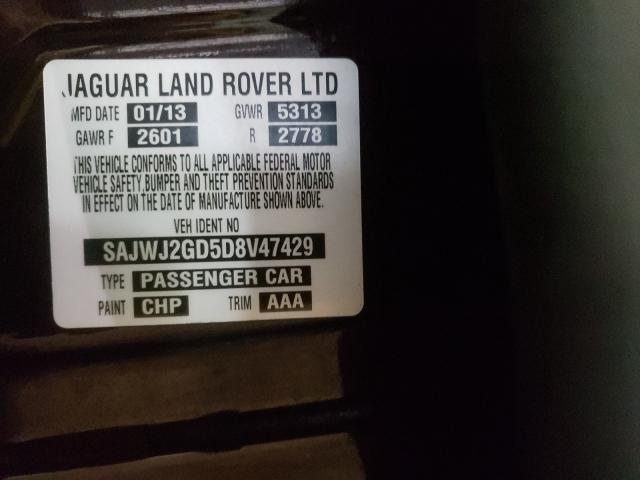 JAGUAR LAND ROVER LTD
MFD DATE 01/13 GVWR 5313
GAWR F 2601 R 2778
THIS VEHICLE CONFORMS TO ALL APPLICABLE FEDERAL MOTOR
VEHICLE SAFETY,BUMPER AND THEFT PREVENTION STANDARDS
IN EFFECT ON THE DATE OF MANUFACTURE SHOWN ABOVE.
VEH IDENT NO
SAJWJ2GD5D8V47429
TYPE PASSENGER CAR
PAINT CHP TRIM AAA